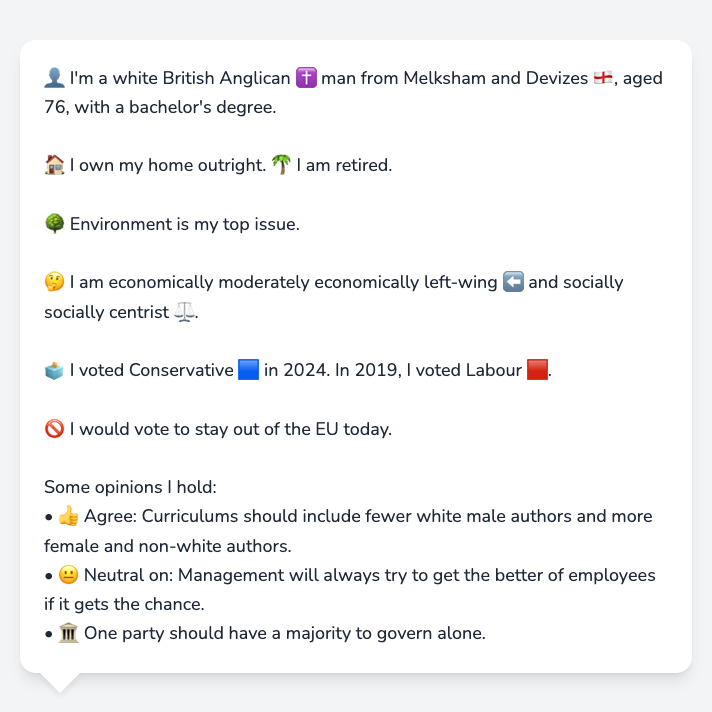 👤 I'm a white British Anglican ✝️ man from Melksham and Devizes 🏴󠁧󠁢󠁥󠁮󠁧󠁿, aged
76, with a bachelor's degree.
🏠 I own my home outright. 🌴 I am retired.
🌳 Environment is my top issue.
🤔 I am economically moderately economically left-wing ⬅️ and socially
socially centrist ⚖️.
🗳️ I voted Conservative 🟦 in 2024. In 2019, I voted Labour 🟥.
🚫 I would vote to stay out of the EU today.
Some opinions I hold:
• 👍 Agree: Curriculums should include fewer white male authors and more
female and non-white authors.
• 😐 Neutral on: Management will always try to get the better of employees
if it gets the chance.
• 🏛️ One party should have a majority to govern alone.